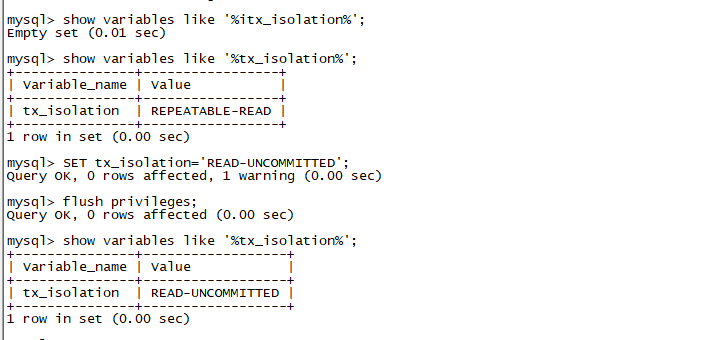 mysql> show variables like '%itx_isolation%';
Empty set (0.01 sec)
mysql> show variables like '%tx_isolation%';
+---------------+-----------------+
| Variable_name | Value           |
+---------------+-----------------+
| tx_isolation  | REPEATABLE-READ |
+---------------+-----------------+
1 row in set (0.00 sec)
mysql> SET tx_isolation='READ-UNCOMMITTED';
Query OK, 0 rows affected, 1 warning (0.00 sec)
mysql> flush privileges;
Query OK, 0 rows affected (0.00 sec)
mysql> show variables like '%tx_isolation%';
+---------------+------------------+
| Variable_name | Value            |
+---------------+------------------+
| tx_isolation  | READ-UNCOMMITTED |
+---------------+------------------+
1 row in set (0.00 sec)